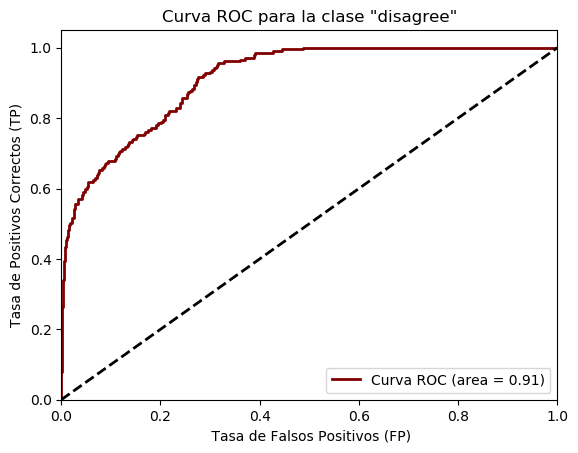 Curva ROC para la clase "disagree"
Tasa de Positivos Correctos (TP)
1.0
0.8
0.6
0.4
0.2
0.0
Curva ROC (area = 0.91)
0.0 0.2 0.4 0.6 0.8 1.0
Tasa de Falsos Positivos (FP)